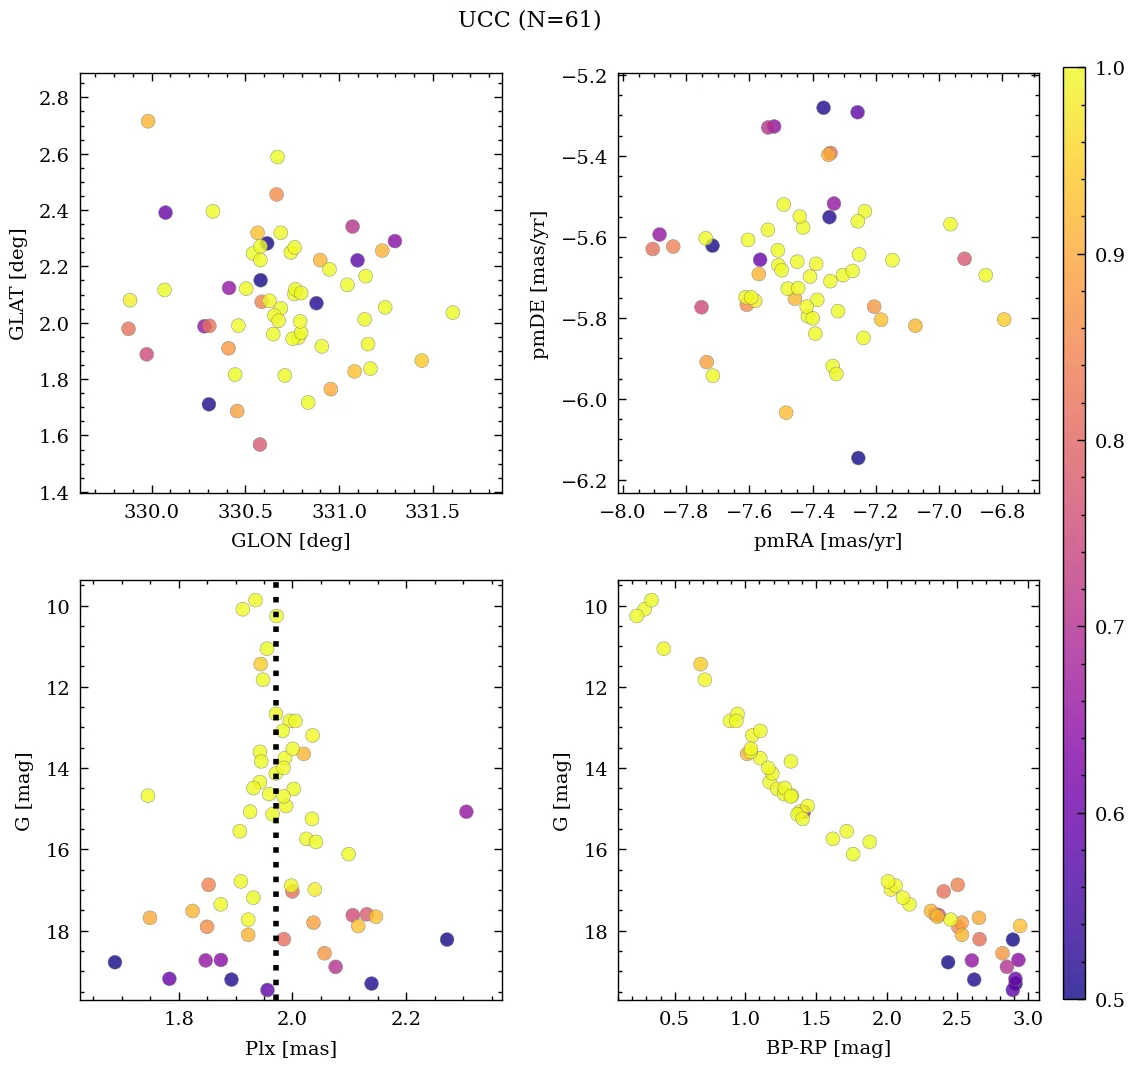 UCC (N=61)
2.8
2.6
2.4
2.2
2.0
1.8
1.6
1.4
GLAT [deg]
330.0 330.5 331.0 331.5
GLON [deg]
−5.2
−5.4
−5.6
−5.8
−6.0
−6.2
pmDE [mas/yr]
−8.0 −7.8 −7.6 −7.4 −7.2 −7.0 −6.8
pmRA [mas/yr]
10
12
14
16
18
G [mag]
1.8 2.0 2.2
Plx [mas]
10
12
14
16
18
G [mag]
0.5 1.0 1.5 2.0 2.5 3.0
BP-RP [mag]
1.0
0.9
0.8
0.7
0.6
0.5